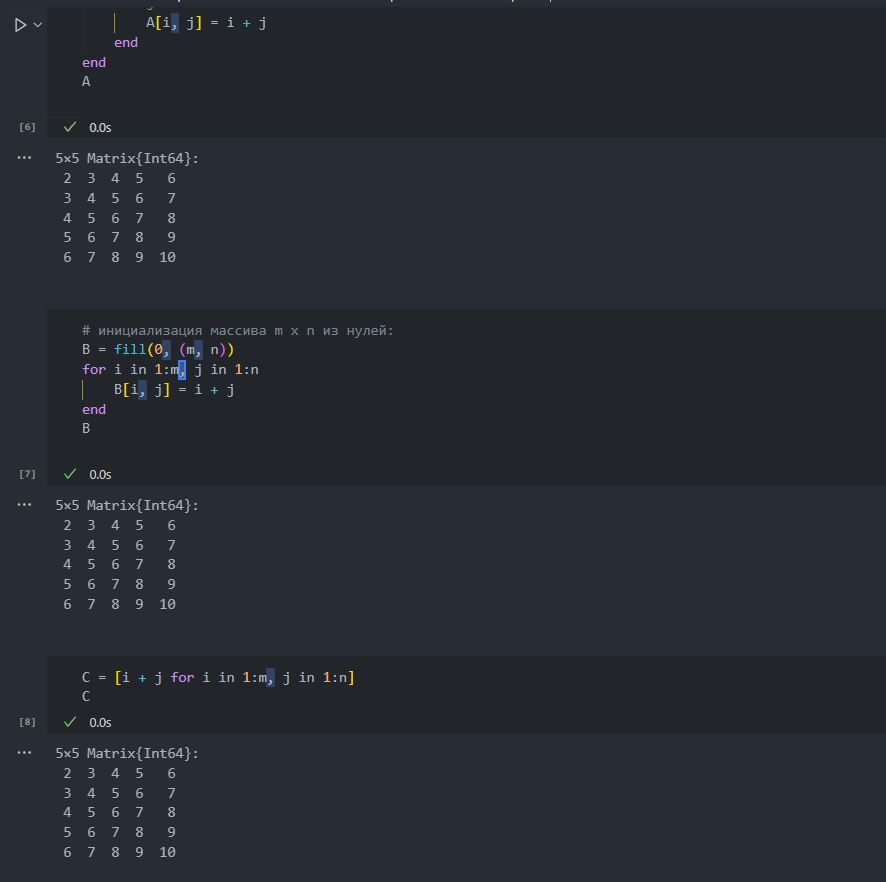 A[i, j] = i + j
end
end
A
[6] ✓ 0.0s
... 5×5 Matrix{Int64}:
2 3 4 5 6
3 4 5 6 7
4 5 6 7 8
5 6 7 8 9
6 7 8 9 10
# инициализация массива m x n из нулей:
B = fill(0, (m, n))
for i in 1:m, j in 1:n
B[i, j] = i + j
end
B
[7] ✓ 0.0s
... 5×5 Matrix{Int64}:
2 3 4 5 6
3 4 5 6 7
4 5 6 7 8
5 6 7 8 9
6 7 8 9 10
C = [i + j for i in 1:m, j in 1:n]
C
[8] ✓ 0.0s
... 5×5 Matrix{Int64}:
2 3 4 5 6
3 4 5 6 7
4 5 6 7 8
5 6 7 8 9
6 7 8 9 10